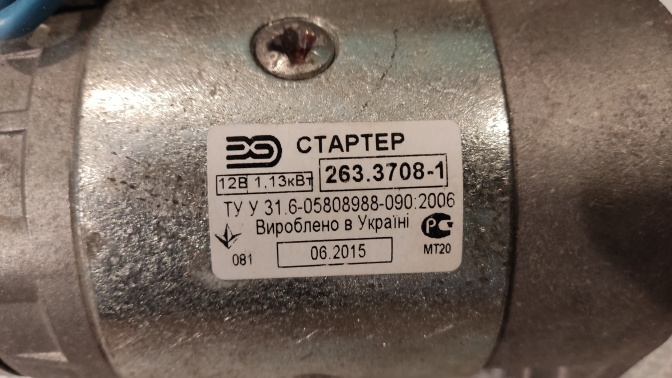 СТАРТЕР
12В 1,13кВт 263.3708-1
ТУ У 31.6-05808988-090:2006
Вироблено в Україні
081 06.2015 МТ20